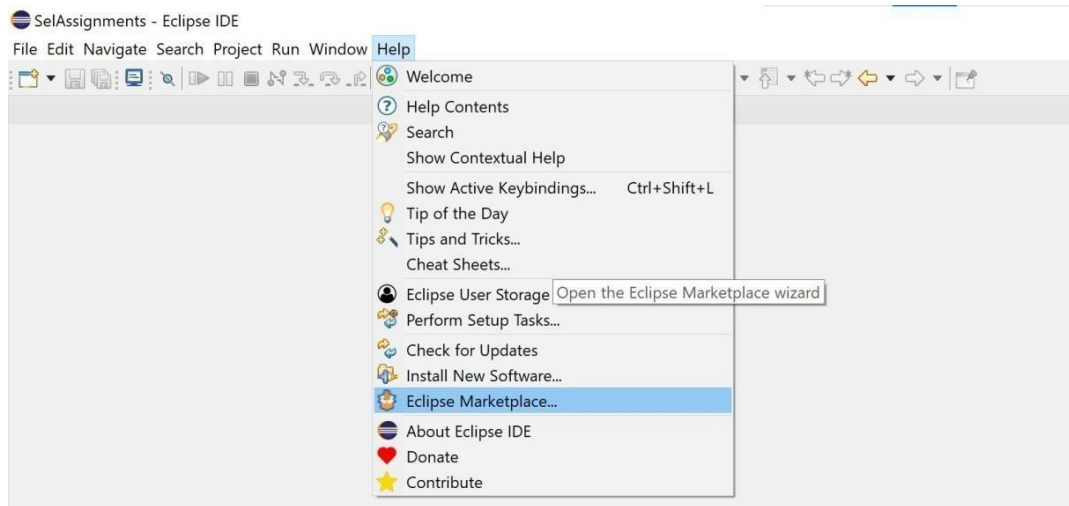 SelAssignments - Eclipse IDE
File Edit Navigate Search Project Run Window Help
Welcome
Help Contents
Search
Show Contextual Help
Show Active Keybindings... Ctrl+Shift+L
Tip of the Day
Tips and Tricks...
Cheat Sheets...
Eclipse User Storage
Open the Eclipse Marketplace wizard
Perform Setup Tasks...
Check for Updates
Install New Software...
Eclipse Marketplace...
About Eclipse IDE
Donate
Contribute